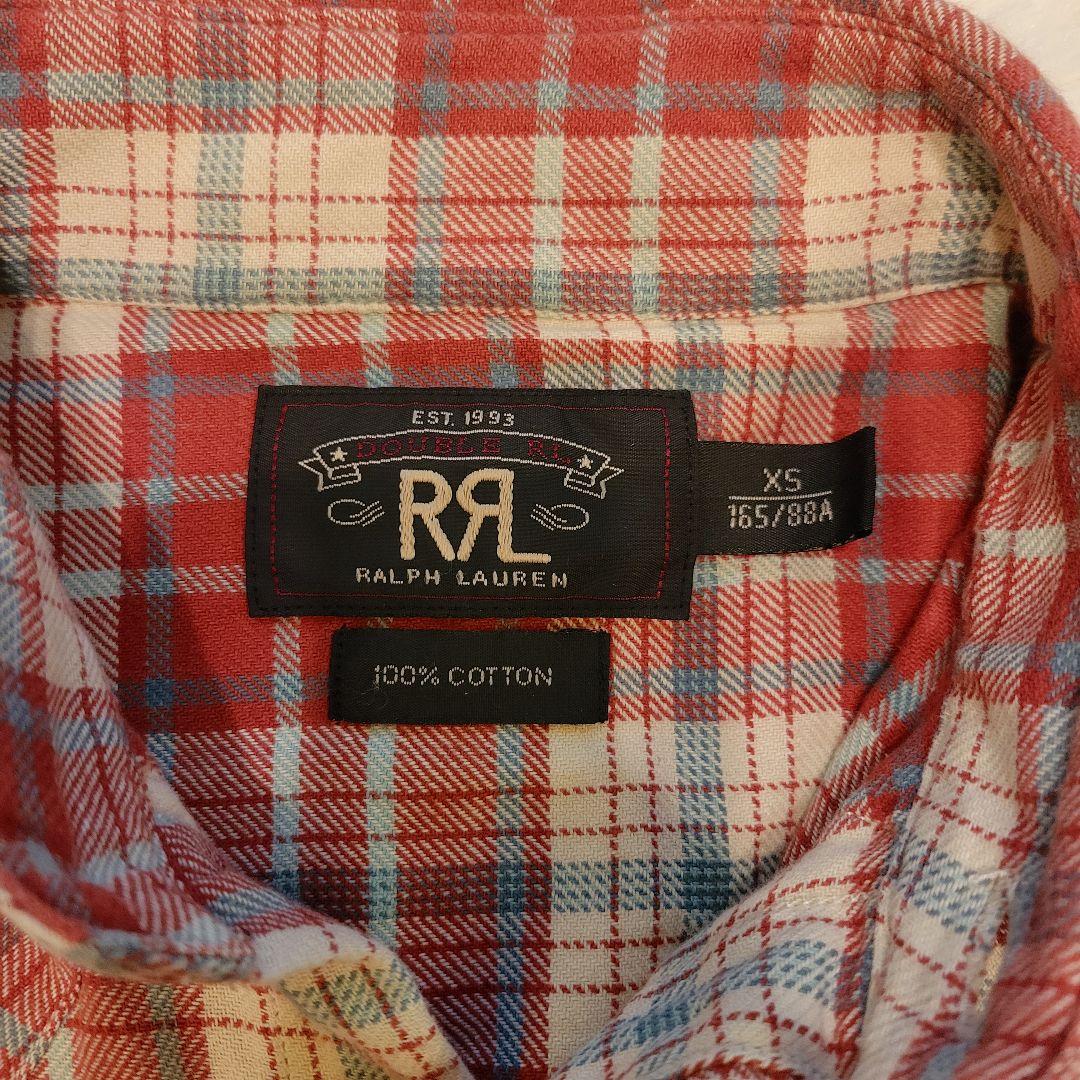 EST. 1993
DOUBLE RL
RRL
RALPH LAUREN
XS
165/88A
100% COTTON